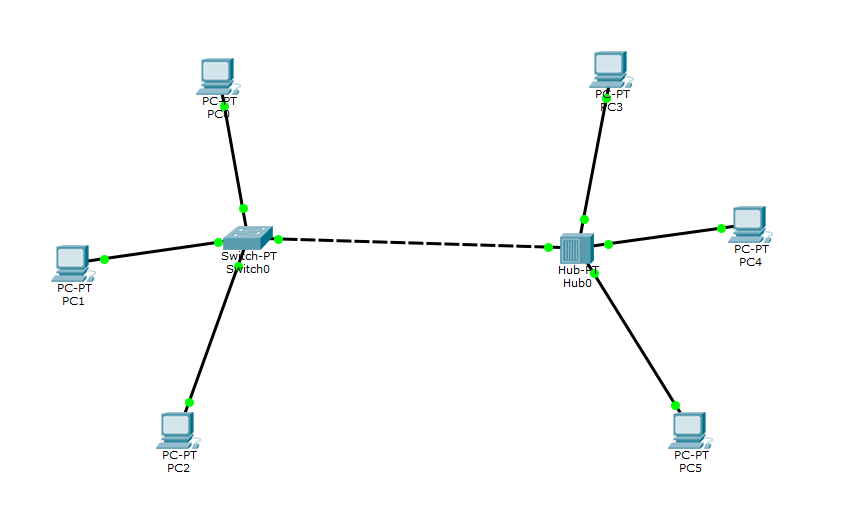 PC-PT
PC0
PC-PT
PC3
Switch-PT
Switch0
Hub-PT
Hub0
PC-PT
PC4
PC-PT
PC1
PC-PT
PC2
PC-PT
PC5